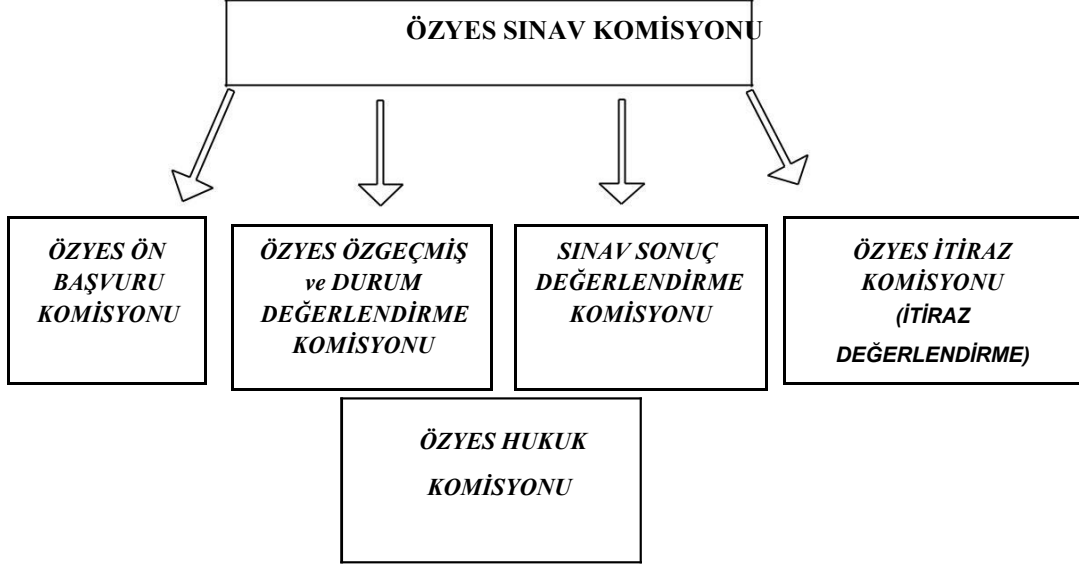 ÖZYES SINAV KOMİSYONU
ÖZYES ÖN
BAŞVURU
KOMİSYONU
ÖZYES ÖZGEÇMİŞ
ve DURUM
DEĞERLENDİRME
KOMİSYONU
SINAV SONUÇ
DEĞERLENDİRME
KOMİSYONU
ÖZYES İTİRAZ
KOMİSYONU
(İTİRAZ
DEĞERLENDİRME)
ÖZYES HUKUK
KOMİSYONU